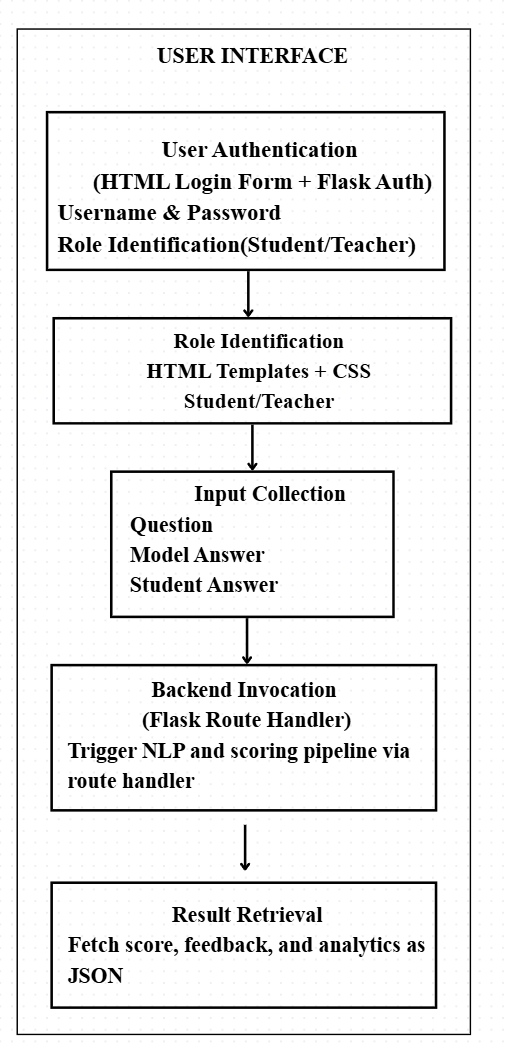 USER INTERFACE
User Authentication
(HTML Login Form + Flask Auth)
Username & Password
Role Identification(Student/Teacher)
Role Identification
HTML Templates + CSS
Student/Teacher
Input Collection
Question
Model Answer
Student Answer
Backend Invocation
(Flask Route Handler)
Trigger NLP and scoring pipeline via
route handler
Result Retrieval
Fetch score, feedback, and analytics as
JSON